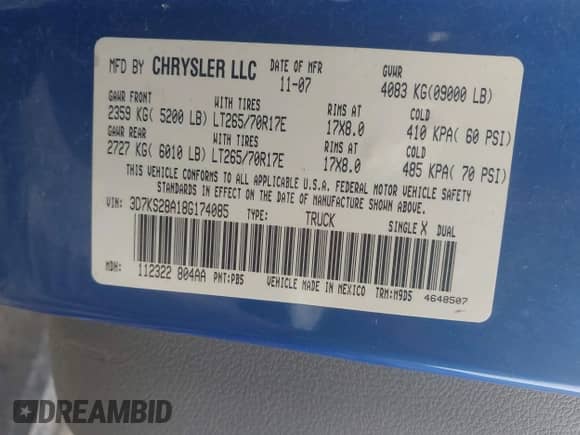 MFD BY CHRYSLER LLC DATE OF MFR 11-07 GVWR 4083 KG(09000 LB)
GAWR FRONT WITH TIRES RIMS AT COLD
2359 KG( 5200 LB) LT265/70R17E 17X8.0 410 KPA( 60 PSI)
GAWR REAR WITH TIRES RIMS AT COLD
2727 KG( 6010 LB) LT265/70R17E 17X8.0 485 KPA( 70 PSI)
THIS VEHICLE CONFORMS TO ALL APPLICABLE U.S.A. FEDERAL MOTOR VEHICLE SAFETY
STANDARDS IN EFFECT ON THE DATE OF MANUFACTURE SHOWN ABOVE.
VIN: 3D7KS28A18G174085 TYPE: TRUCK SINGLE X DUAL
MDH: 112322 804AA PNT:PB5 VEHICLE MADE IN MEXICO TRM:M9D5 4648507
DREAMBID